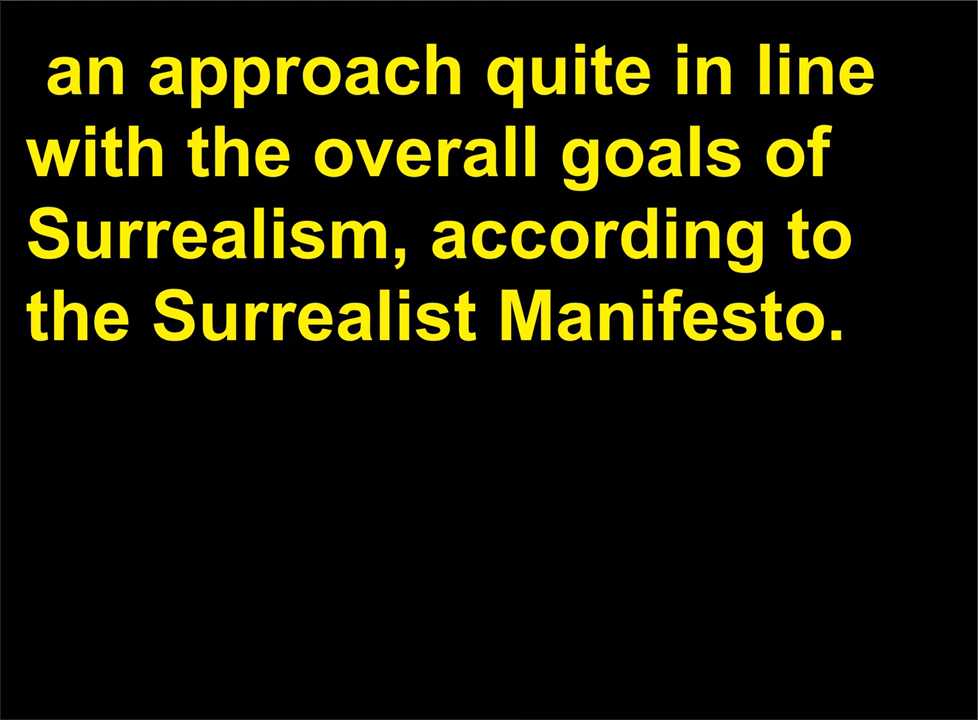 an approach quite in line
with the overall goals of
Surrealism, according to
the Surrealist Manifesto.